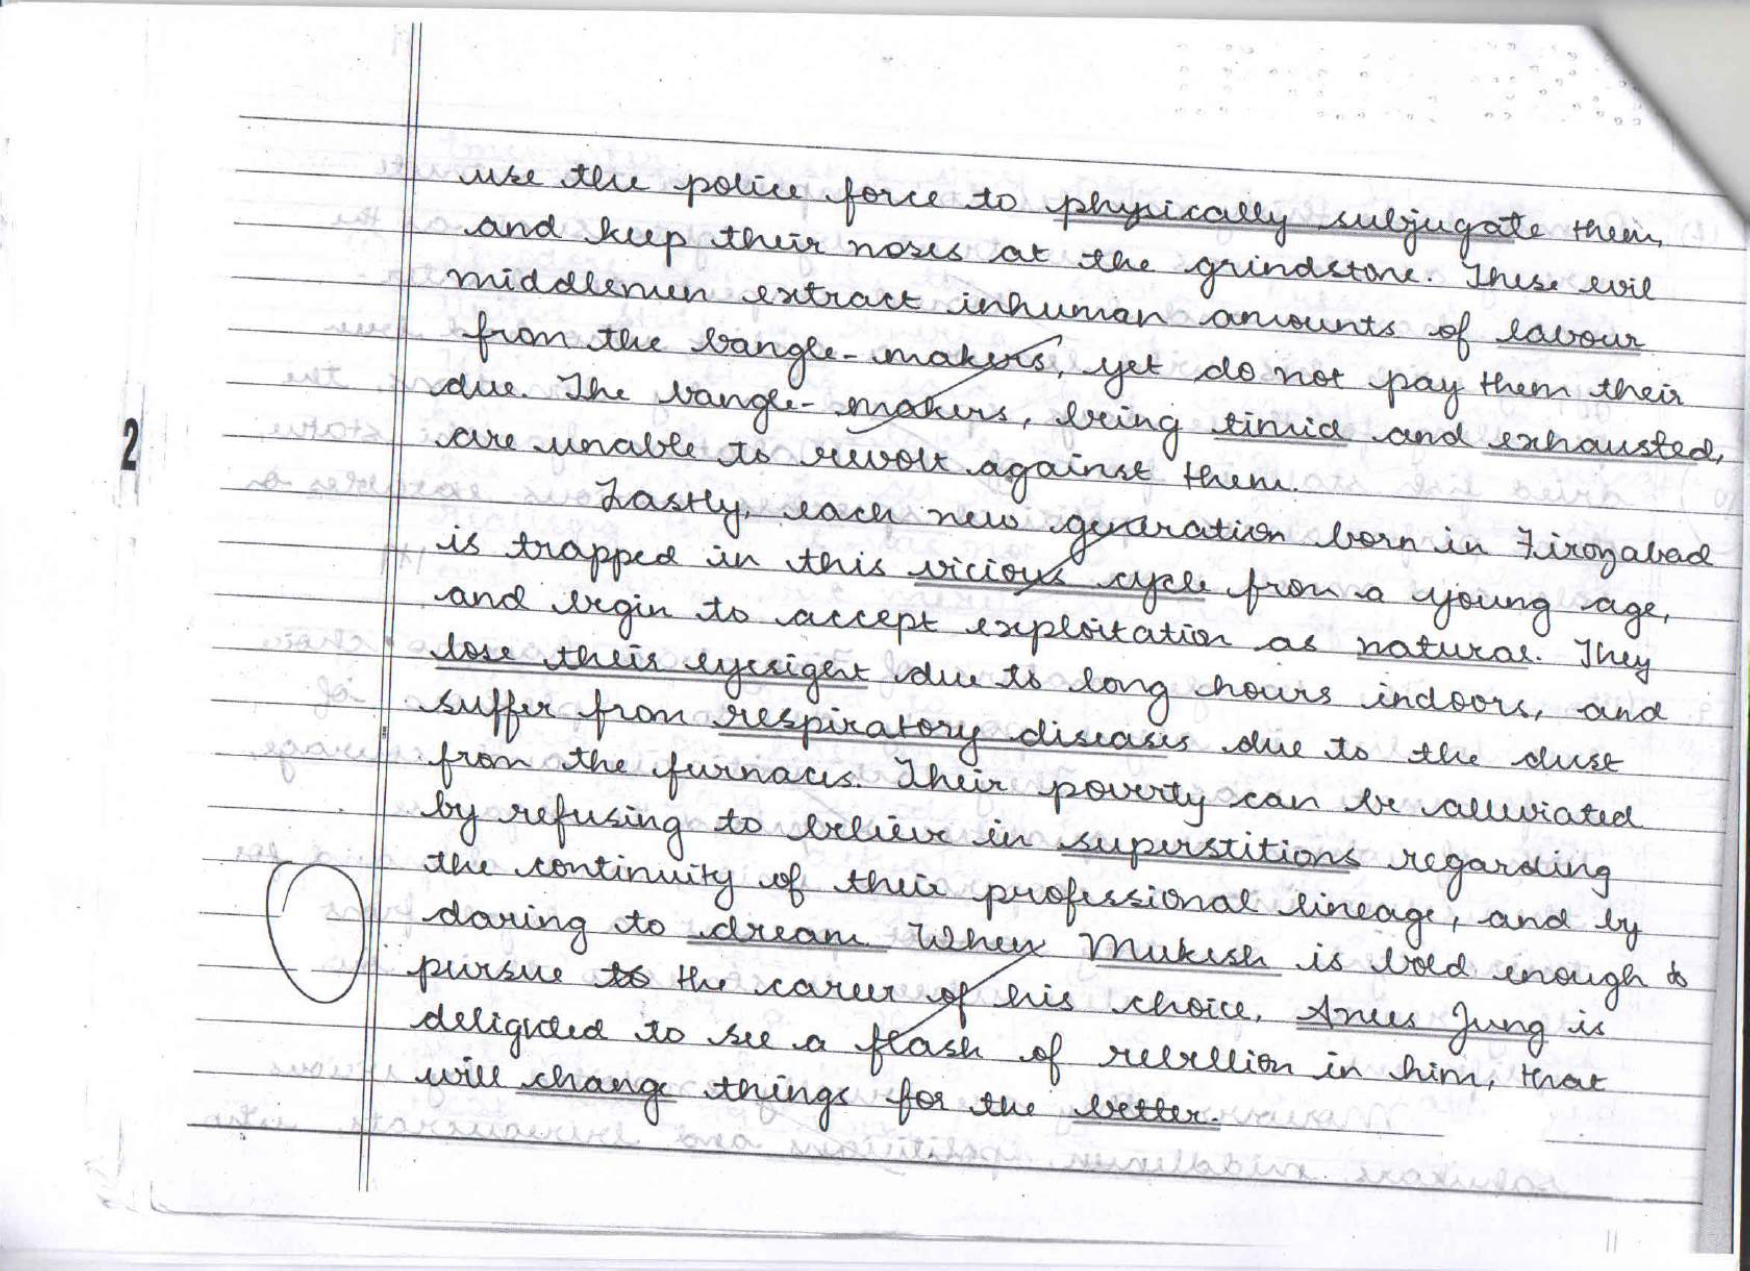 use the police force to physically subjugate them,
and keep their noses at the grindstone. These evil
middlemen extract inhuman amounts of labour
from the bangle-makers, yet do not pay them their
due. The bangle-makers, being timid and exhausted,
are unable to revolt against them.
Lastly, each new generation born in Firozabad
is trapped in this vicious cycle from a young age,
and begin to accept exploitation as natural. They
lose their eyesight due to long hours indoors, and
suffer from respiratory diseases due to the dust
from the furnaces. Their poverty can be alleviated
by refusing to believe in superstitions regarding
the continuity of their professional lineage, and by
daring to dream. When Mukesh is bold enough to
pursue the career of his choice, Anees Jung is
delighted to see a flash of rebellion in him, that
will change things for the better.
2